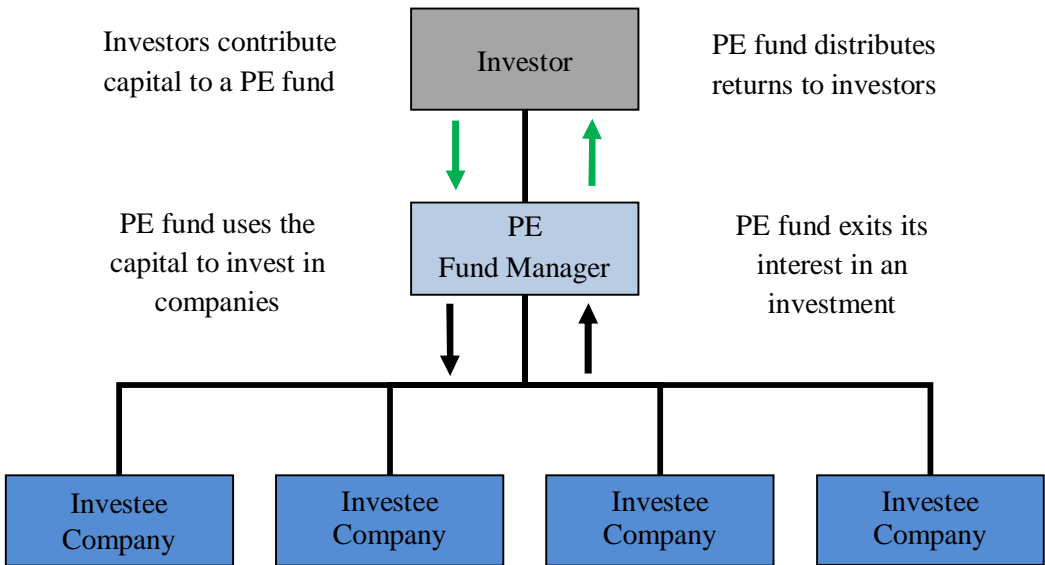 Investors contribute
capital to a PE fund
Investor
PE fund distributes
returns to investors
PE fund uses the
capital to invest in
companies
PE
Fund Manager
PE fund exits its
interest in an
investment
Investee
Company
Investee
Company
Investee
Company
Investee
Company